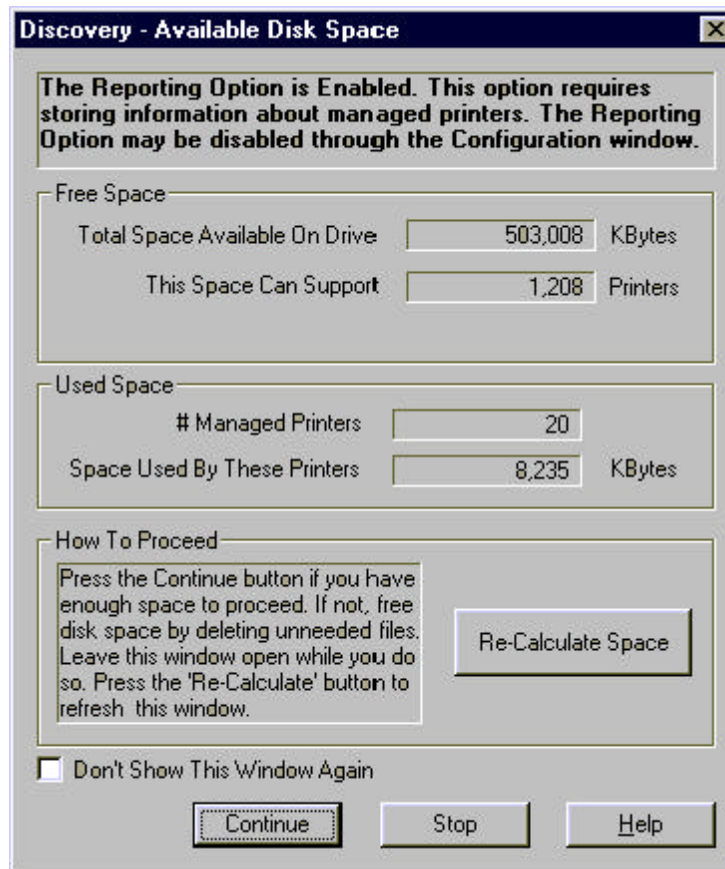 Discovery - Available Disk Space
The Reporting Option is Enabled. This option requires
storing information about managed printers. The Reporting
Option may be disabled through the Configuration window.
Free Space
Total Space Available On Drive 503,008 KBytes
This Space Can Support 1,208 Printers
Used Space
# Managed Printers 20
Space Used By These Printers 8,235 KBytes
How To Proceed
Press the Continue button if you have
enough space to proceed. If not, free
disk space by deleting unneeded files.
Leave this window open while you do
so. Press the 'Re-Calculate' button to
refresh this window.
Re-Calculate Space
Don't Show This Window Again
Continue Stop Help